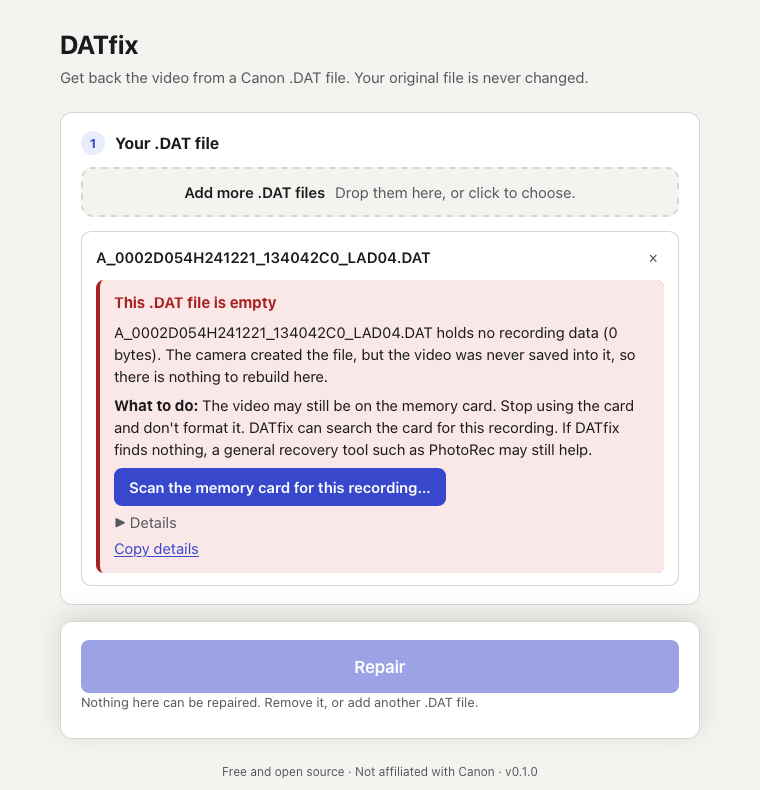 DATfix
Get back the video from a Canon .DAT file. Your original file is never changed.
1 Your .DAT file
Add more .DAT files Drop them here, or click to choose.
A_0002D054H241221_134042C0_LAD04.DAT ×
This .DAT file is empty
A_0002D054H241221_134042C0_LAD04.DAT holds no recording data (0
bytes). The camera created the file, but the video was never saved into it, so
there is nothing to rebuild here.
What to do: The video may still be on the memory card. Stop using the card
and don't format it. DATfix can search the card for this recording. If DATfix
finds nothing, a general recovery tool such as PhotoRec may still help.
Scan the memory card for this recording...
▶ Details
Copy details
Repair
Nothing here can be repaired. Remove it, or add another .DAT file.
Free and open source · Not affiliated with Canon · v0.1.0